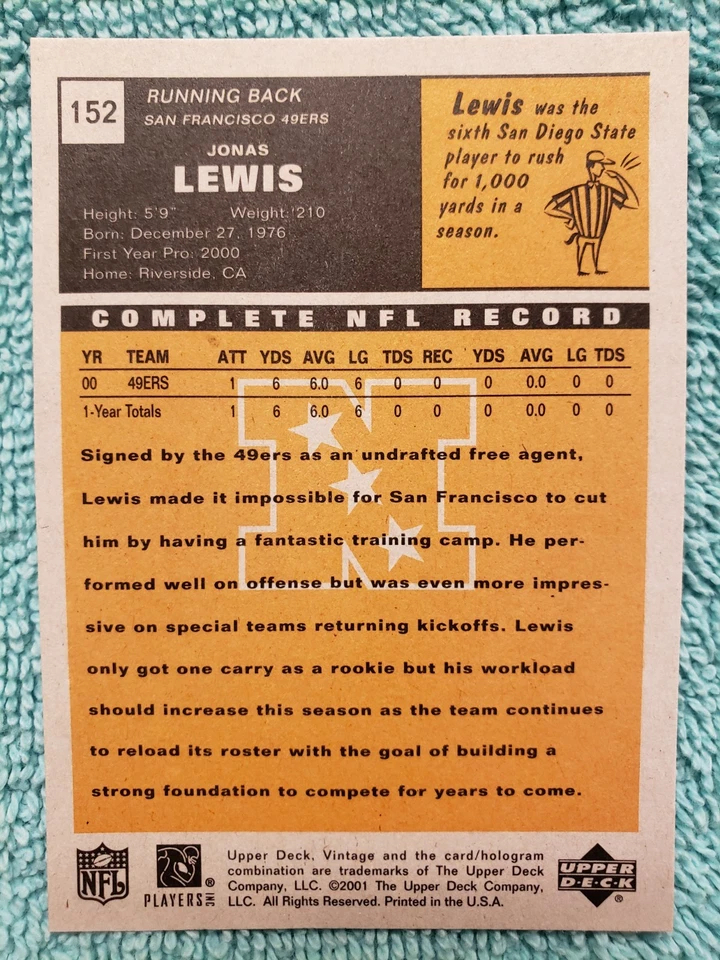 152
RUNNING BACK
SAN FRANCISCO 49ERS
JONAS
LEWIS
Height: 5'9" Weight: 210
Born: December 27, 1976
First Year Pro: 2000
Home: Riverside, CA
Lewis was the
sixth San Diego State
player to rush
for 1,000
yards in a
season.
COMPLETE NFL RECORD
YR TEAM ATT YDS AVG LG TDS REC YDS AVG LG TDS
00 49ERS 1 6 6.0 6 0 0 0 0.0 0 0
1-Year Totals 1 6 6.0 6 0 0 0 0.0 0 0
Signed by the 49ers as an undrafted free agent,
Lewis made it impossible for San Francisco to cut
him by having a fantastic training camp. He per-
formed well on offense but was even more impres-
sive on special teams returning kickoffs. Lewis
only got one carry as a rookie but his workload
should increase this season as the team continues
to reload its roster with the goal of building a
strong foundation to compete for years to come.
N
NFL
PLAYERS INC ®
Upper Deck, Vintage and the card/hologram
combination are trademarks of The Upper Deck
Company, LLC. ©2001 The Upper Deck Company,
LLC. All Rights Reserved. Printed in the U.S.A.
UPPER
D·E·C·K
®